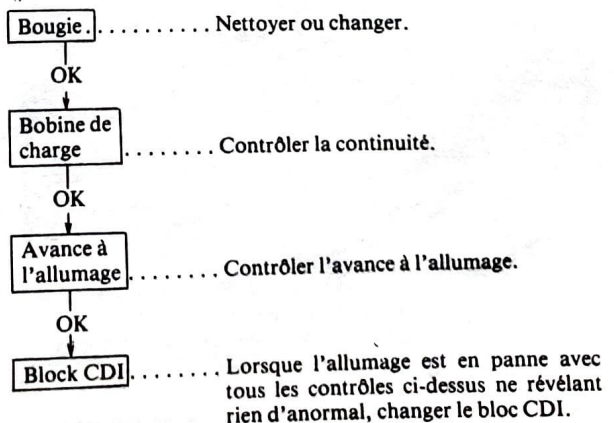 Bougie. .......... Nettoyer ou changer.
OK
Bobine de
charge ........ Contrôler la continuité.
OK
Avance à
l'allumage ........ Contrôler l'avance à l'allumage.
OK
Block CDI ........ Lorsque l'allumage est en panne avec
tous les contrôles ci-dessus ne révélant
rien d'anormal, changer le bloc CDI.